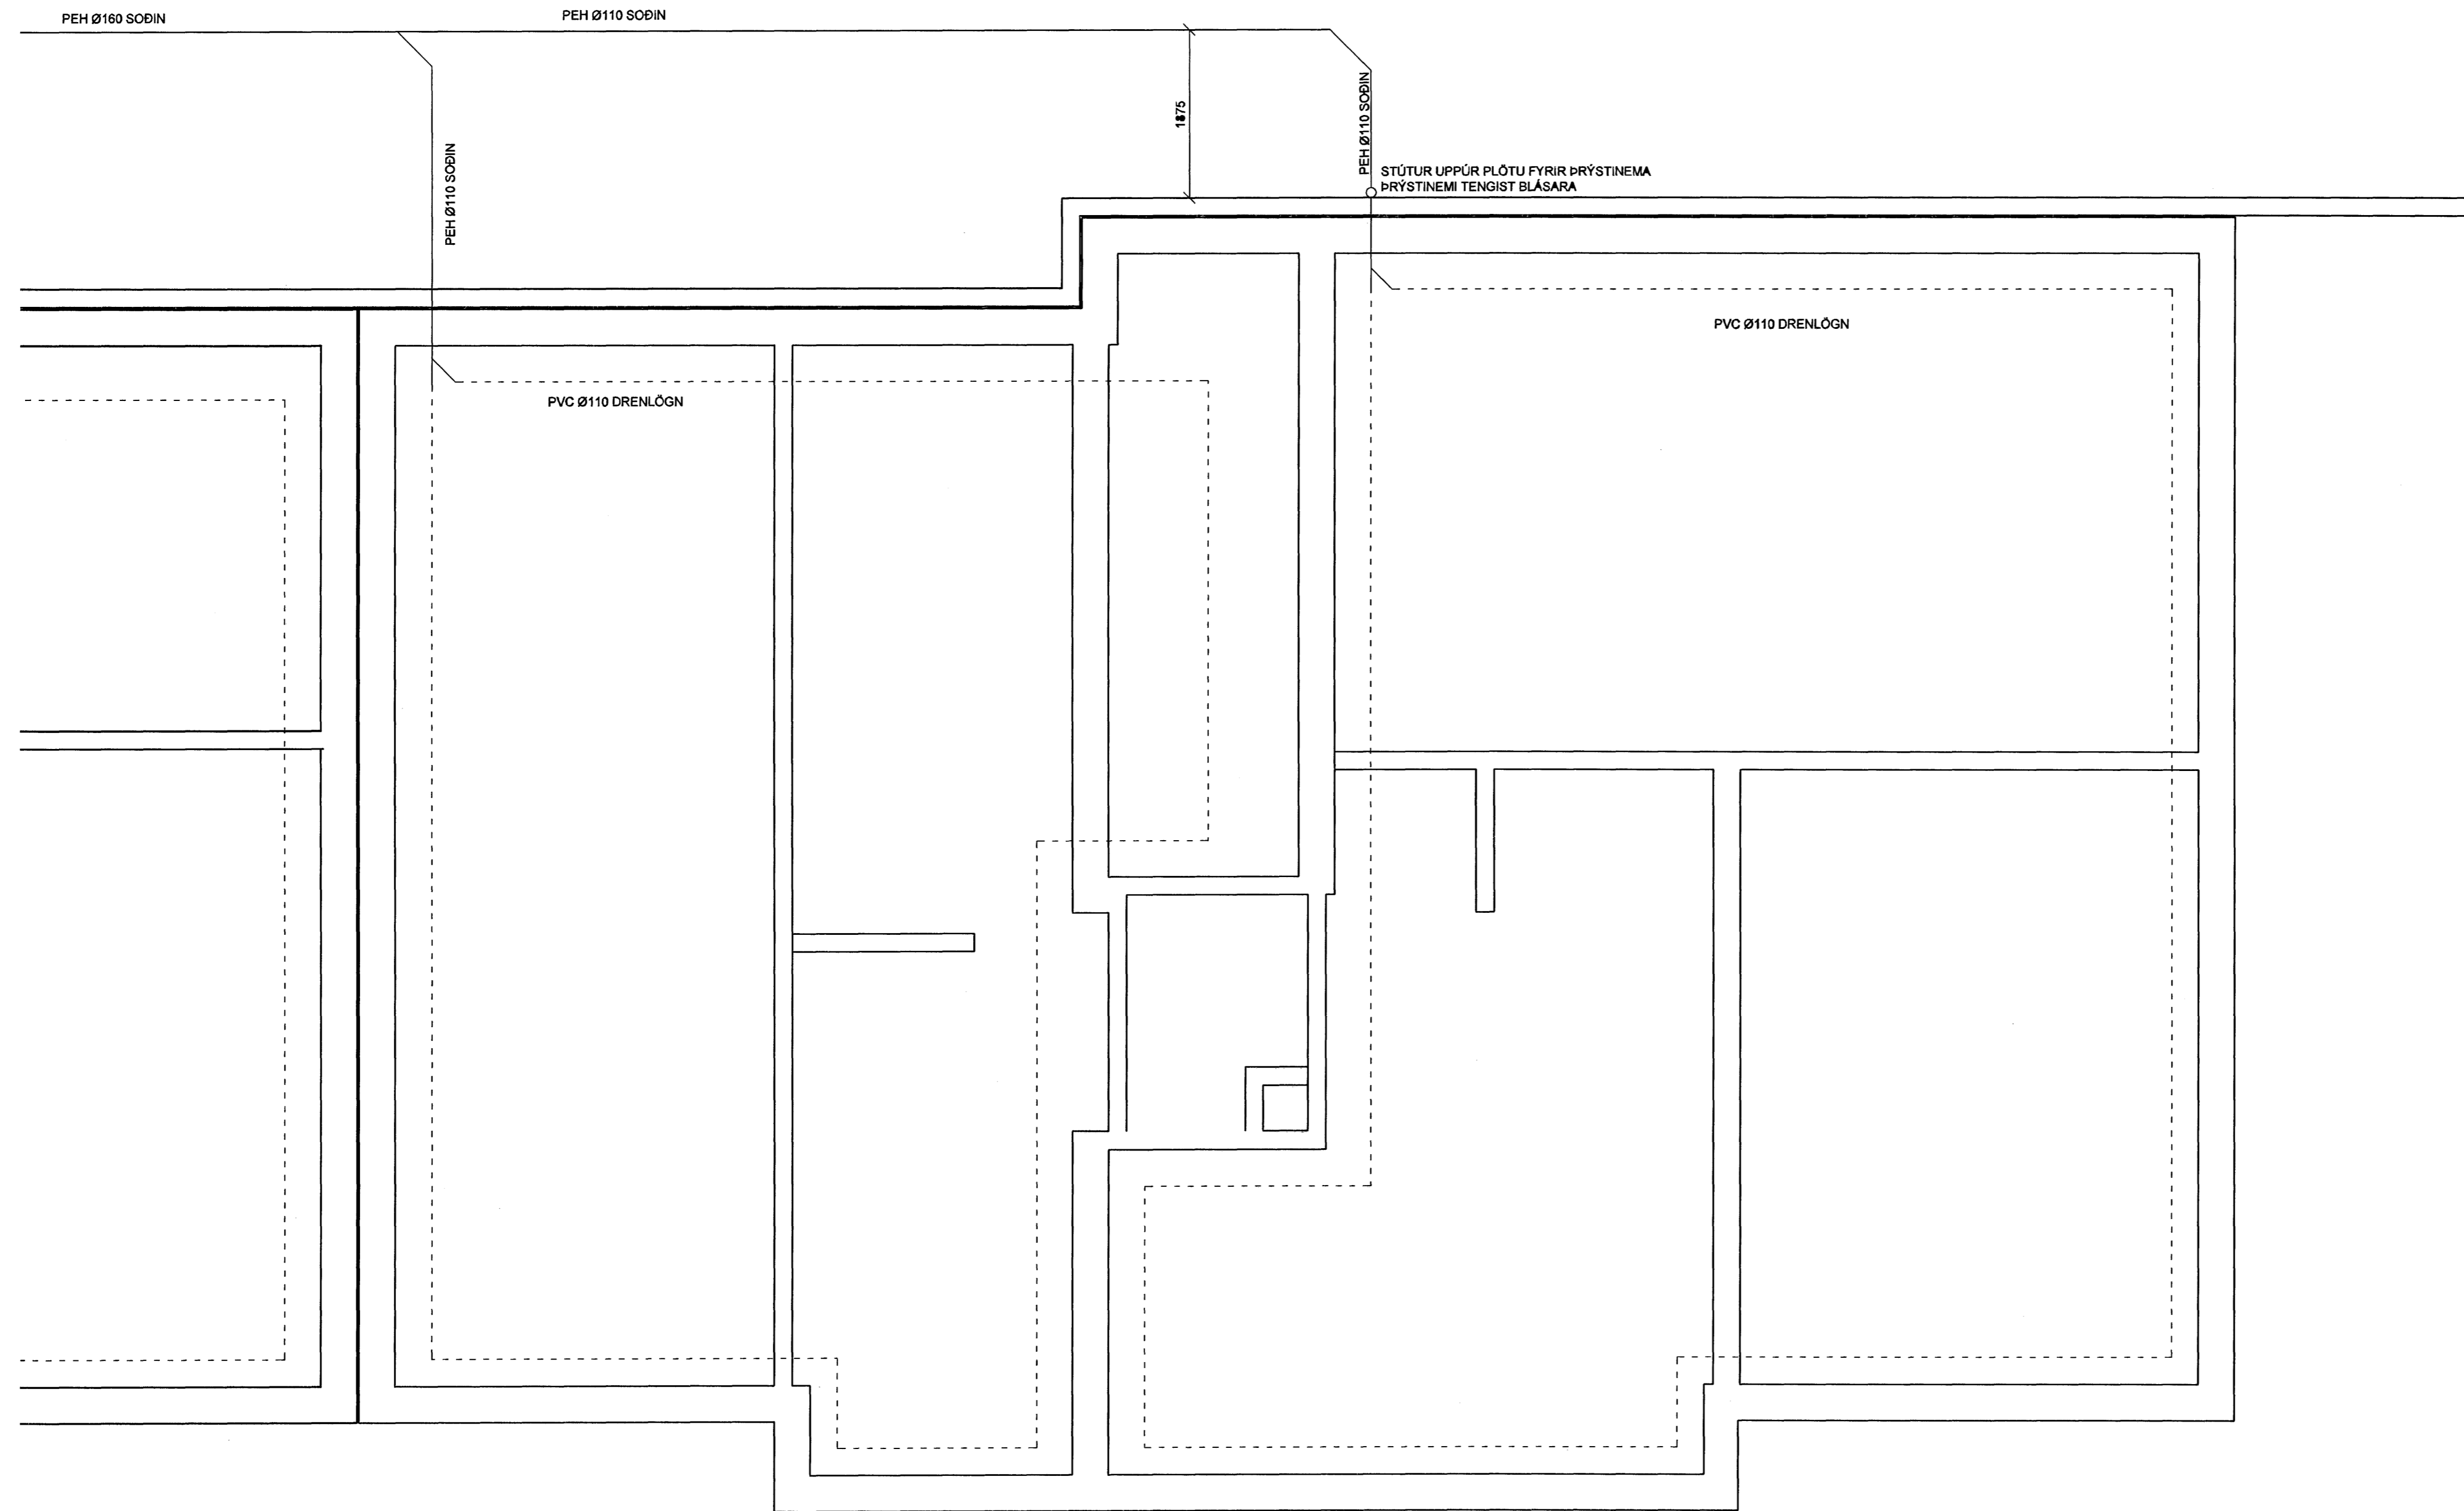 PEH Ø160 SOÐIN
PEH Ø110 SOÐIN
PEH Ø110 SOÐIN
1875
PEH Ø110 SOÐIN
STÚTUR UPPÚR PLÖTU FYRIR ÞRÝSTINEMA
ÞRÝSTINEMI TENGIST BLÁSARA
PVC Ø110 DRENLÖGN
PVC Ø110 DRENLÖGN